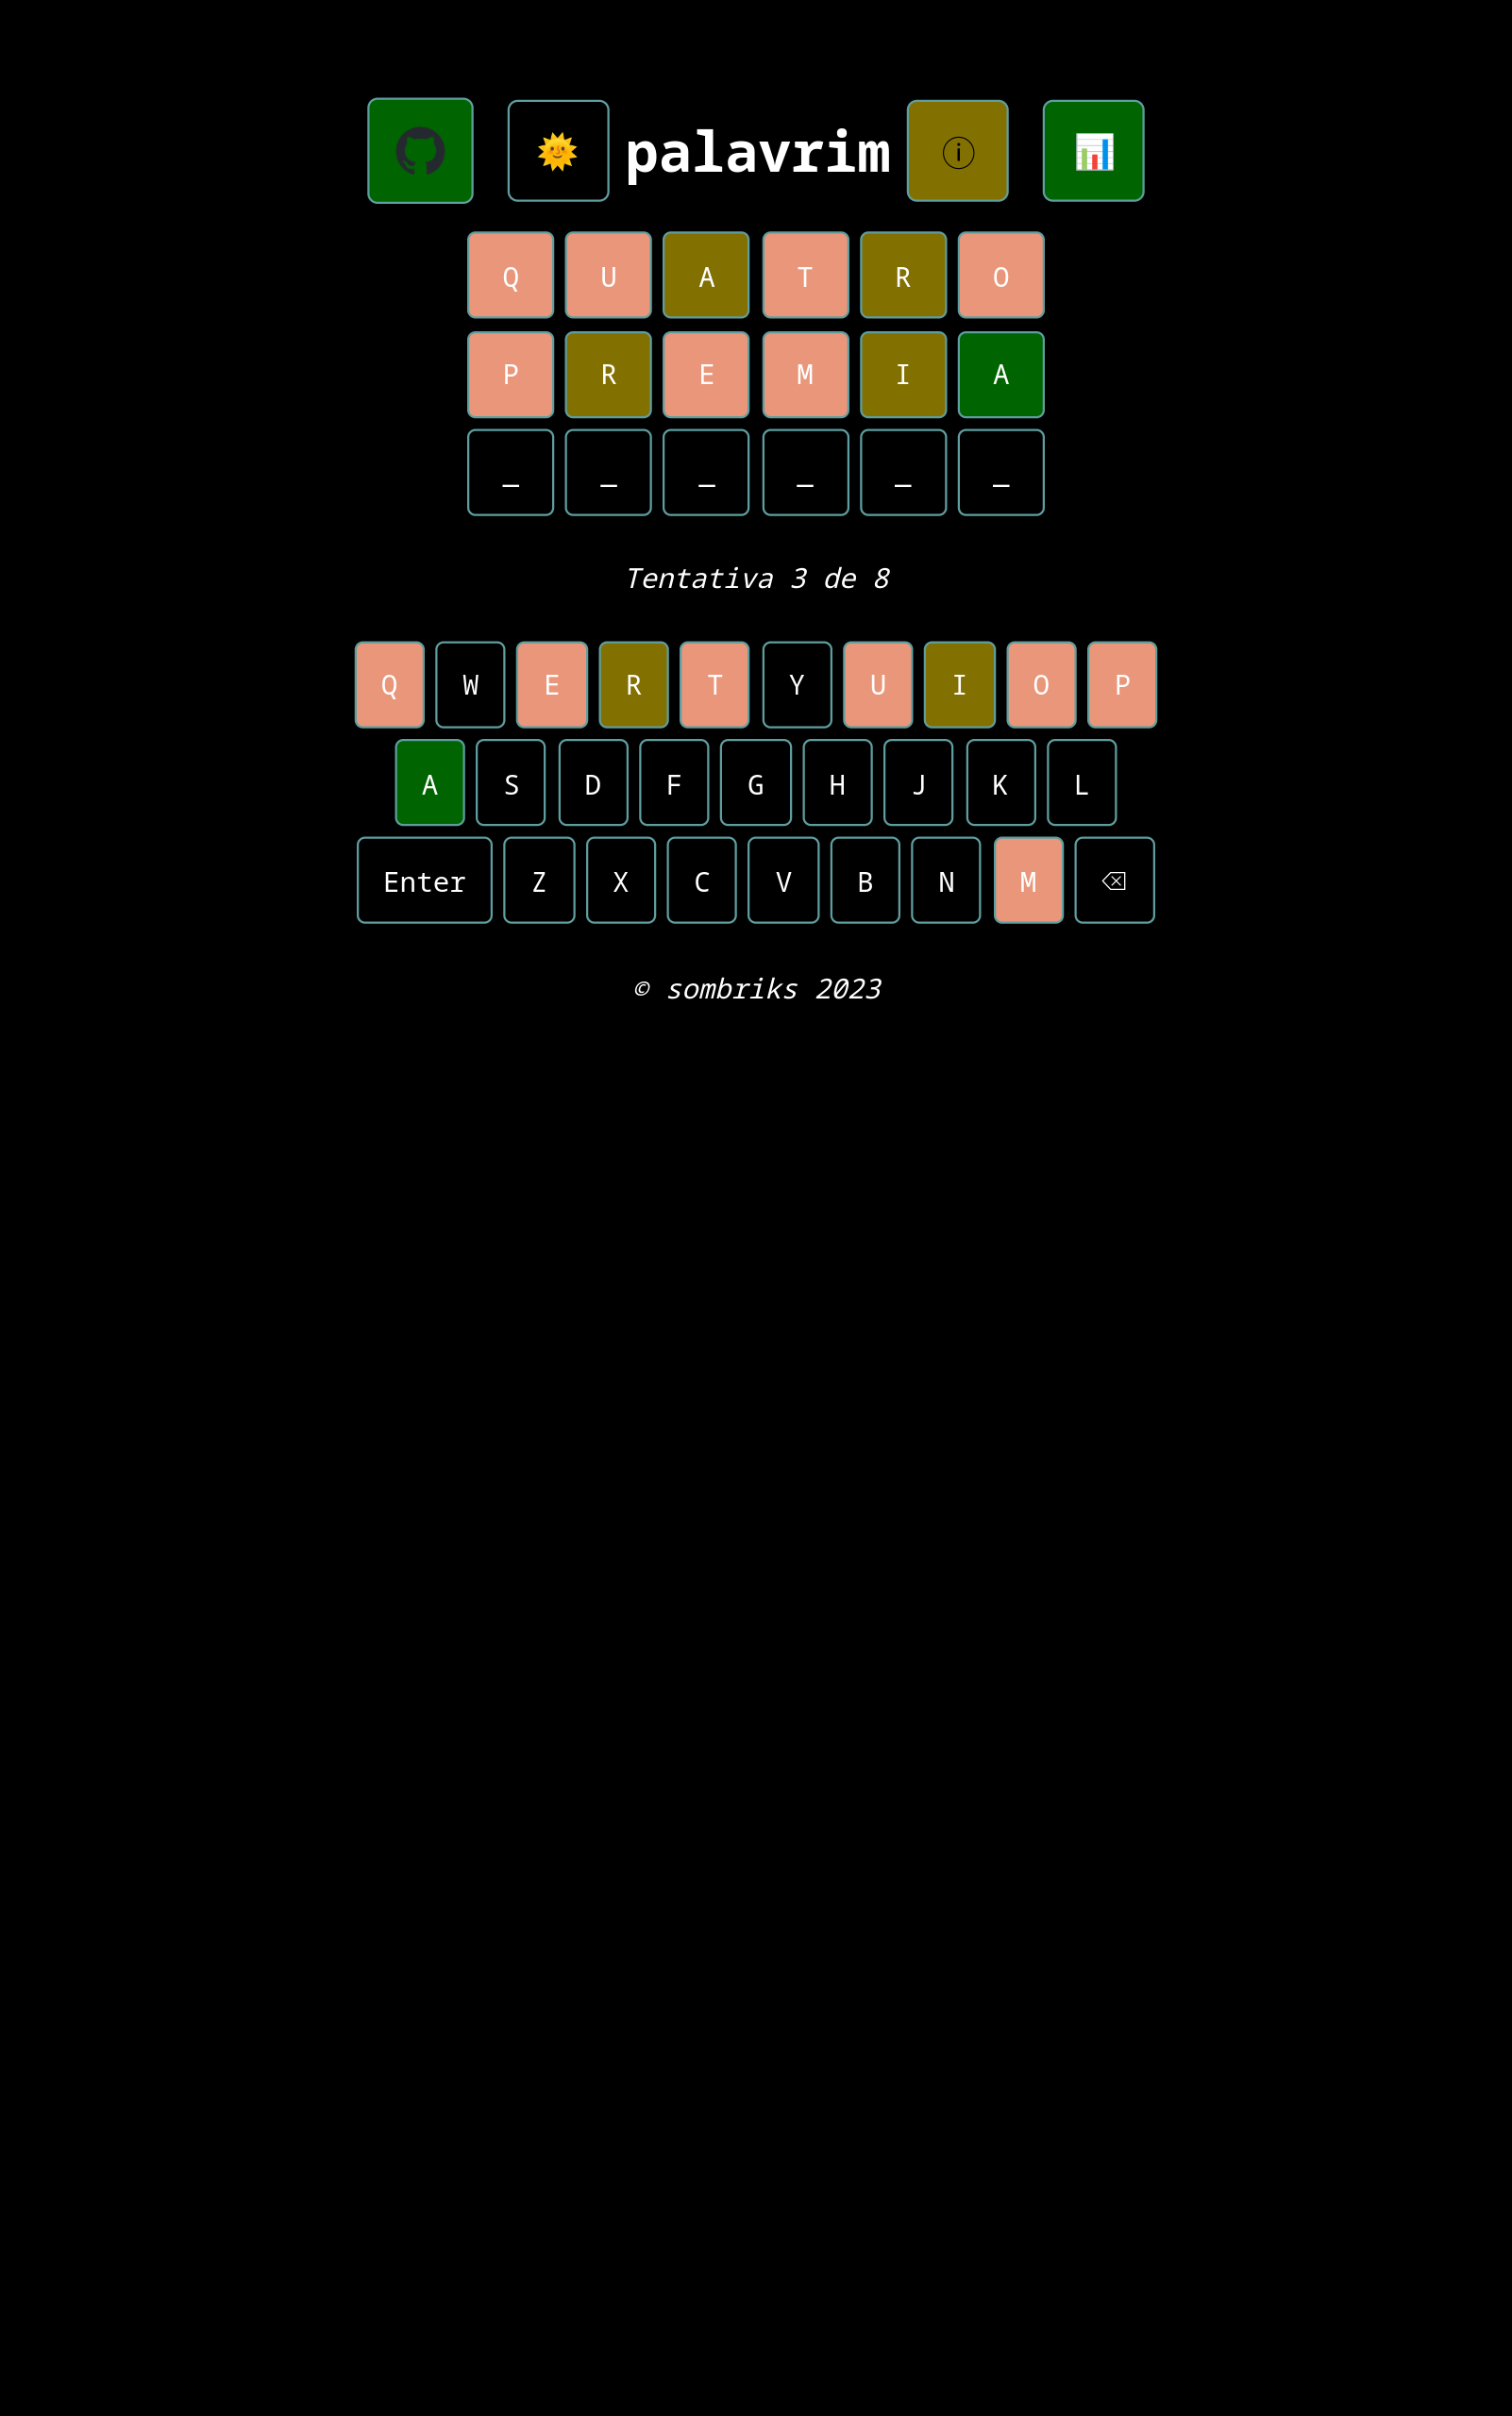 palavrim ⓘ
Q U A T R O
P R E M I A
_ _ _ _ _ _
Tentativa 3 de 8
Q W E R T Y U I O P
A S D F G H J K L
Enter Z X C V B N M ⌫
© sombriks 2023